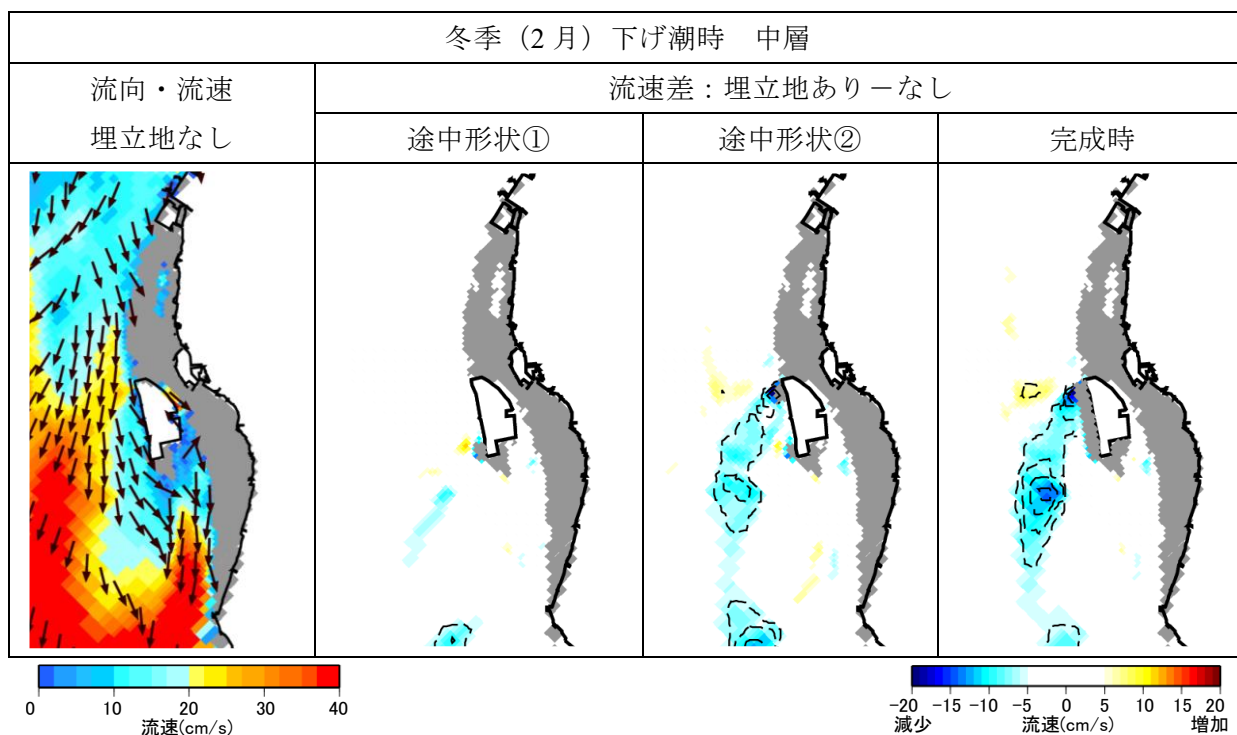 冬季（2月）下げ潮時　中層
流向・流速
埋立地なし
流速差：埋立地あり－なし
途中形状①
途中形状②
完成時
0 10 20 30 40
流速(cm/s)
-20 -15 -10 -5 0 5 10 15 20
減少 流速(cm/s) 増加